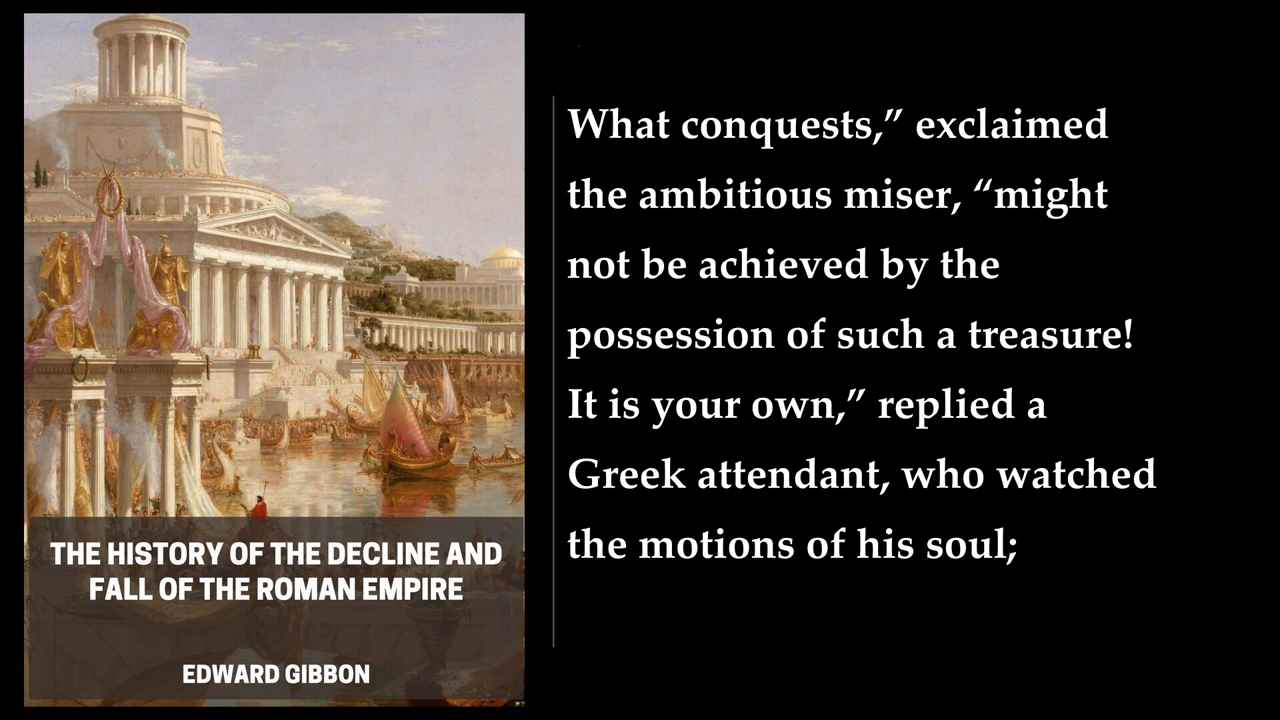 THE HISTORY OF THE DECLINE AND
FALL OF THE ROMAN EMPIRE
EDWARD GIBBON
What conquests,” exclaimed
the ambitious miser, “might
not be achieved by the
possession of such a treasure!
It is your own,” replied a
Greek attendant, who watched
the motions of his soul;